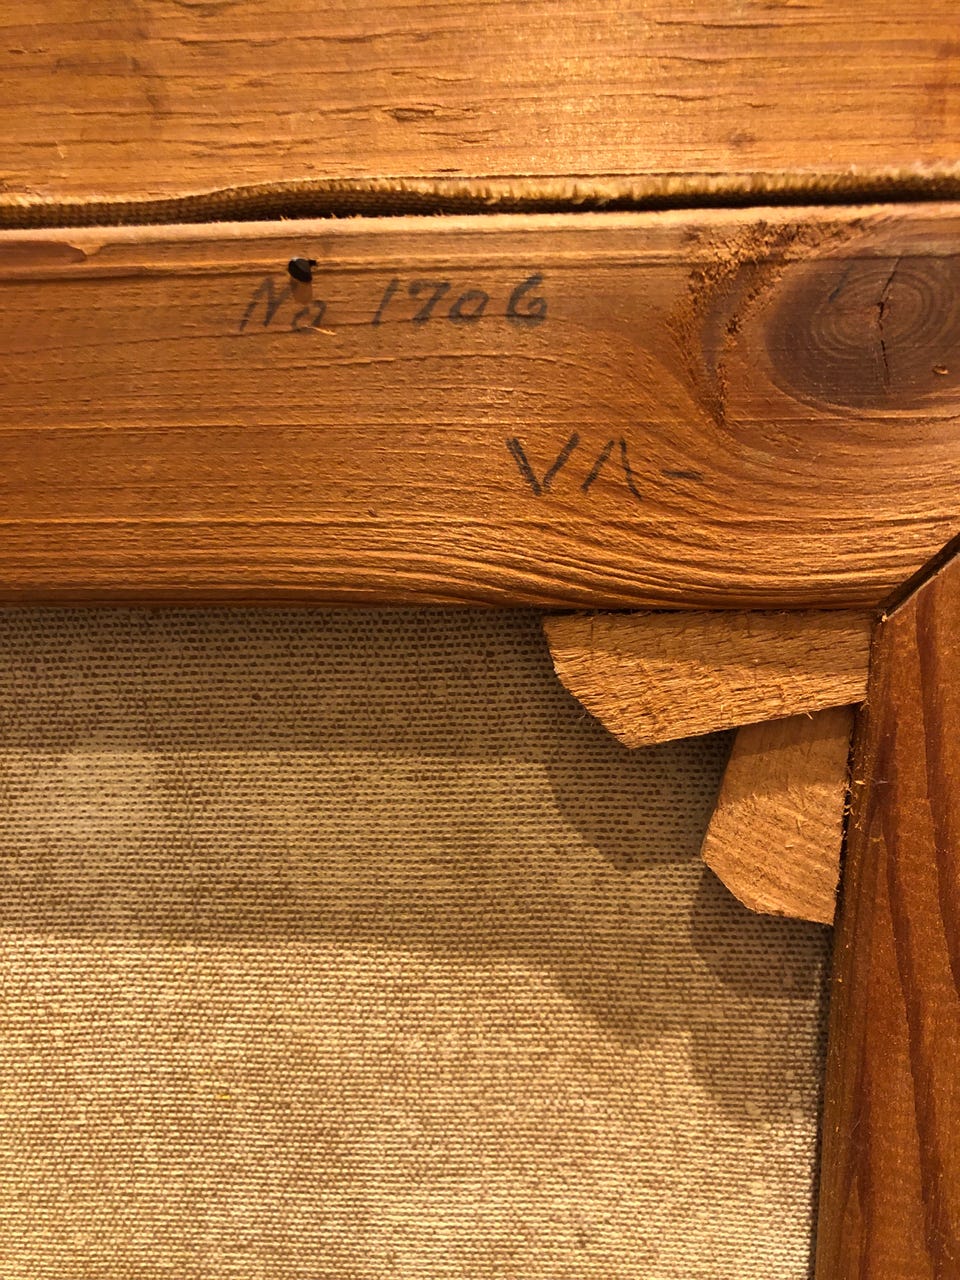 No 1706
VA-